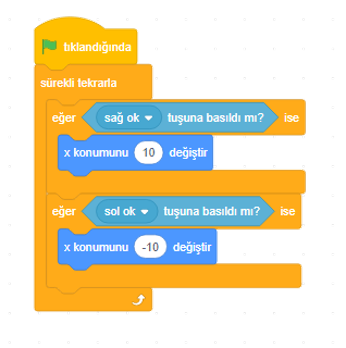 tıklandığında
sürekli tekrarla
eğer sağ ok tuşuna basıldı mı? ise
x konumunu 10 değiştir
eğer sol ok tuşuna basıldı mı? ise
x konumunu -10 değiştir